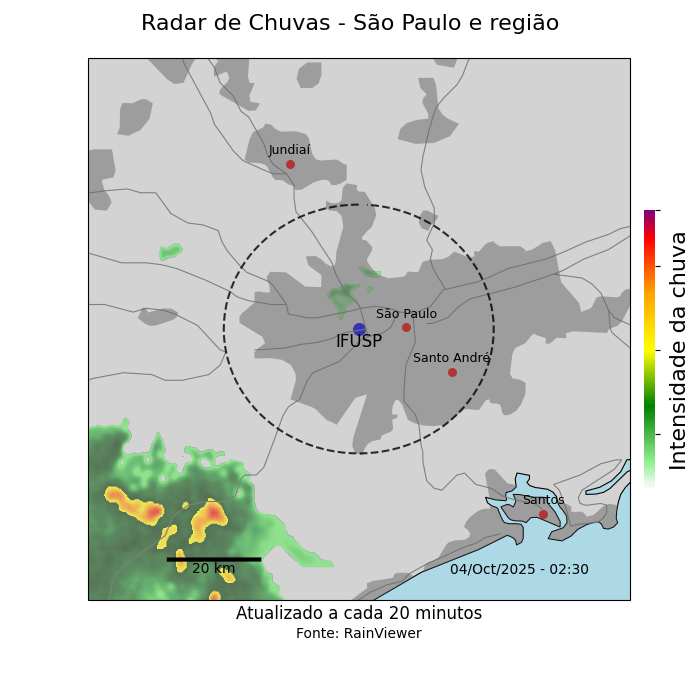 Radar de Chuvas - São Paulo e região
Jundiaí
São Paulo
IFUSP
Santo André
Santos
20 km
04/Oct/2025 - 02:30
Intensidade da chuva
Atualizado a cada 20 minutos
Fonte: RainViewer